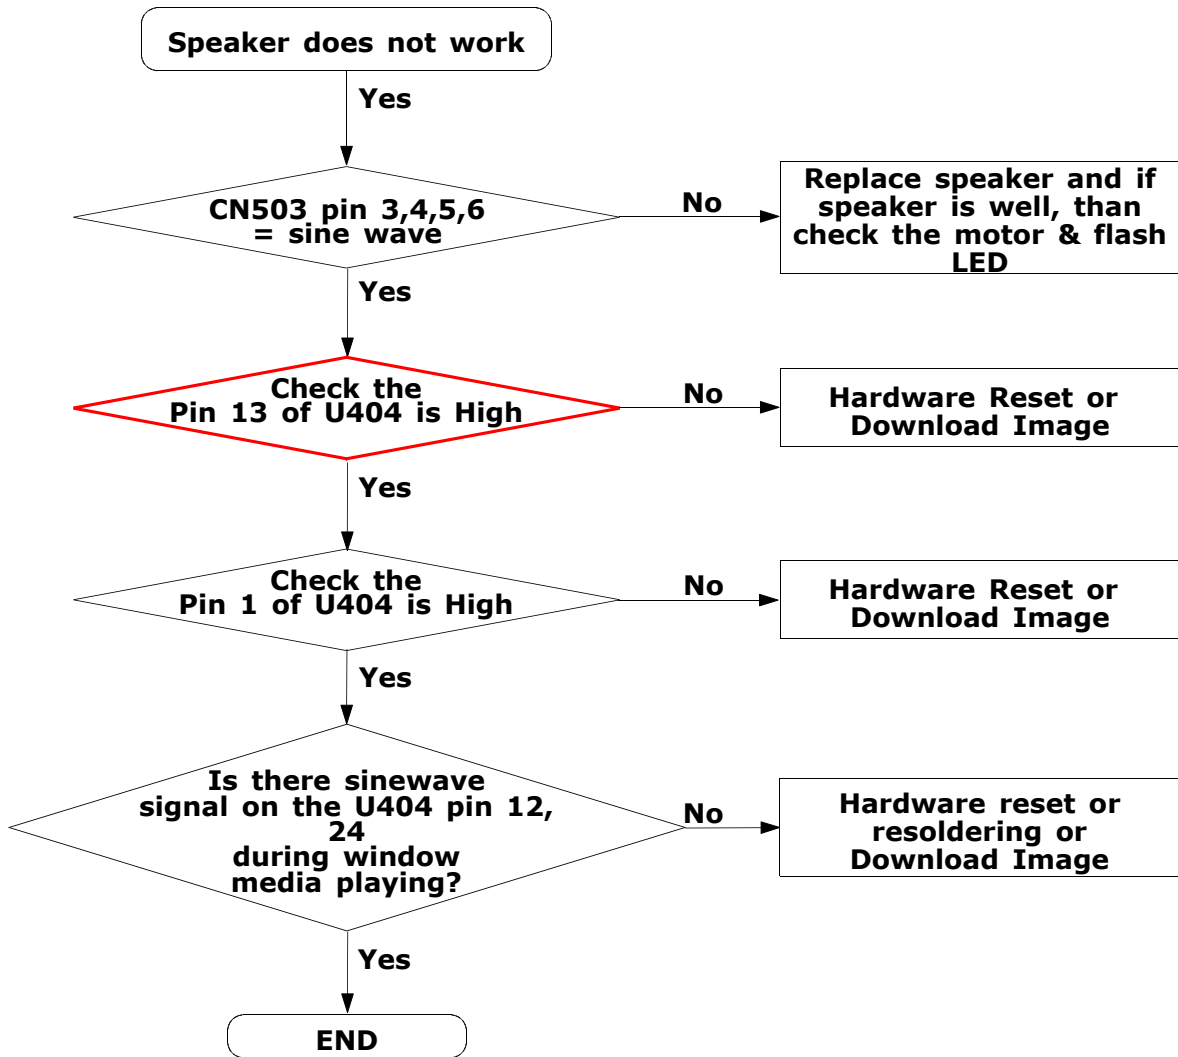 Speaker does not work
Yes
CN503 pin 3,4,5,6
= sine wave
No
Replace speaker and if
speaker is well, than
check the motor & flash
LED
Yes
Check the
Pin 13 of U404 is High
No
Hardware Reset or
Download Image
Yes
Check the
Pin 1 of U404 is High
No
Hardware Reset or
Download Image
Yes
Is there sinewave
signal on the U404 pin 12,
24
during window
media playing?
No
Hardware reset or
resoldering or
Download Image
Yes
END